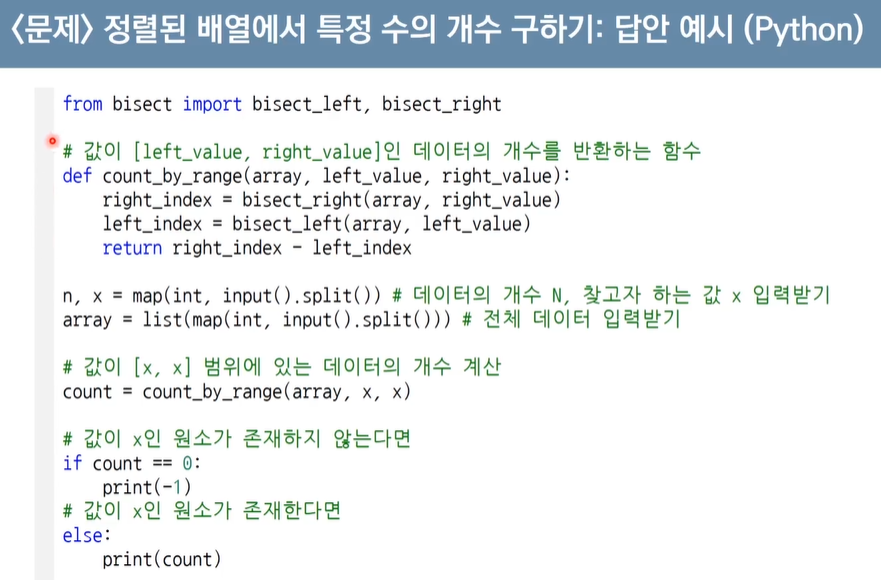 <문제> 정렬된 배열에서 특정 수의 개수 구하기: 답안 예시 (Python)
from bisect import bisect_left, bisect_right
# 값이 [left_value, right_value]인 데이터의 개수를 반환하는 함수
def count_by_range(array, left_value, right_value):
    right_index = bisect_right(array, right_value)
    left_index = bisect_left(array, left_value)
    return right_index - left_index
n, x = map(int, input().split()) # 데이터의 개수 N, 찾고자 하는 값 x 입력받기
array = list(map(int, input().split())) # 전체 데이터 입력받기
# 값이 [x, x] 범위에 있는 데이터의 개수 계산
count = count_by_range(array, x, x)
# 값이 x인 원소가 존재하지 않는다면
if count == 0:
    print(-1)
# 값이 x인 원소가 존재한다면
else:
    print(count)